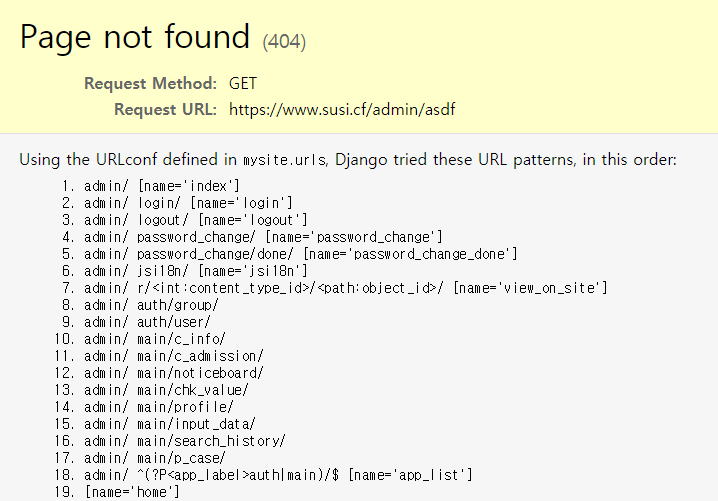 Page not found (404)
Request Method: GET
Request URL: https://www.susi.cf/admin/asdf
Using the URLconf defined in mysite.urls, Django tried these URL patterns, in this order:
1. admin/ [name='index']
2. admin/ login/ [name='login']
3. admin/ logout/ [name='logout']
4. admin/ password_change/ [name='password_change']
5. admin/ password_change/done/ [name='password_change_done']
6. admin/ jsi18n/ [name='jsi18n']
7. admin/ r/<int:content_type_id>/<path:object_id>/ [name='view_on_site']
8. admin/ auth/group/
9. admin/ auth/user/
10. admin/ main/c_info/
11. admin/ main/c_admission/
12. admin/ main/noticeboard/
13. admin/ main/chk_value/
14. admin/ main/profile/
15. admin/ main/input_data/
16. admin/ main/search_history/
17. admin/ main/p_case/
18. admin/ ^(?P<app_label>auth|main)/$ [name='app_list']
19. [name='home']